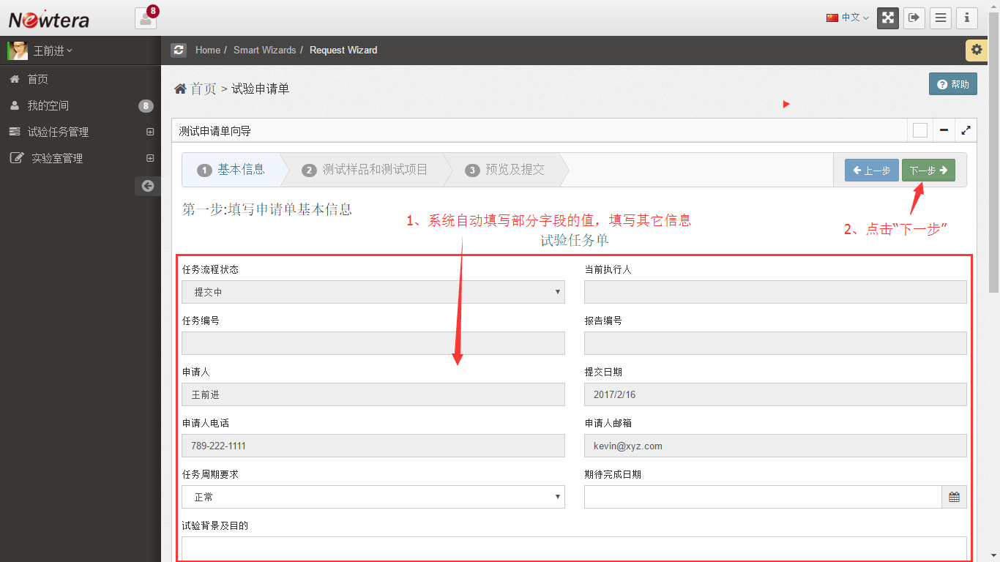 Newtera
8
中文
王前进
Home / Smart Wizards / Request Wizard
首页
我的空间 8
试验任务管理
实验室管理
首页 > 试验申请单
帮助
测试申请单向导
1 基本信息 2 测试样品和测试项目 3 预览及提交
上一步 下一步
第一步:填写申请单基本信息
1、系统自动填写部分字段的值，填写其它信息
2、点击“下一步”
试验任务单
任务流程状态 当前执行人
提交中
任务编号 报告编号
申请人 提交日期
王前进 2017/2/16
申请人电话 申请人邮箱
789-222-1111 kevin@xyz.com
任务周期要求 期待完成日期
正常
试验背景及目的